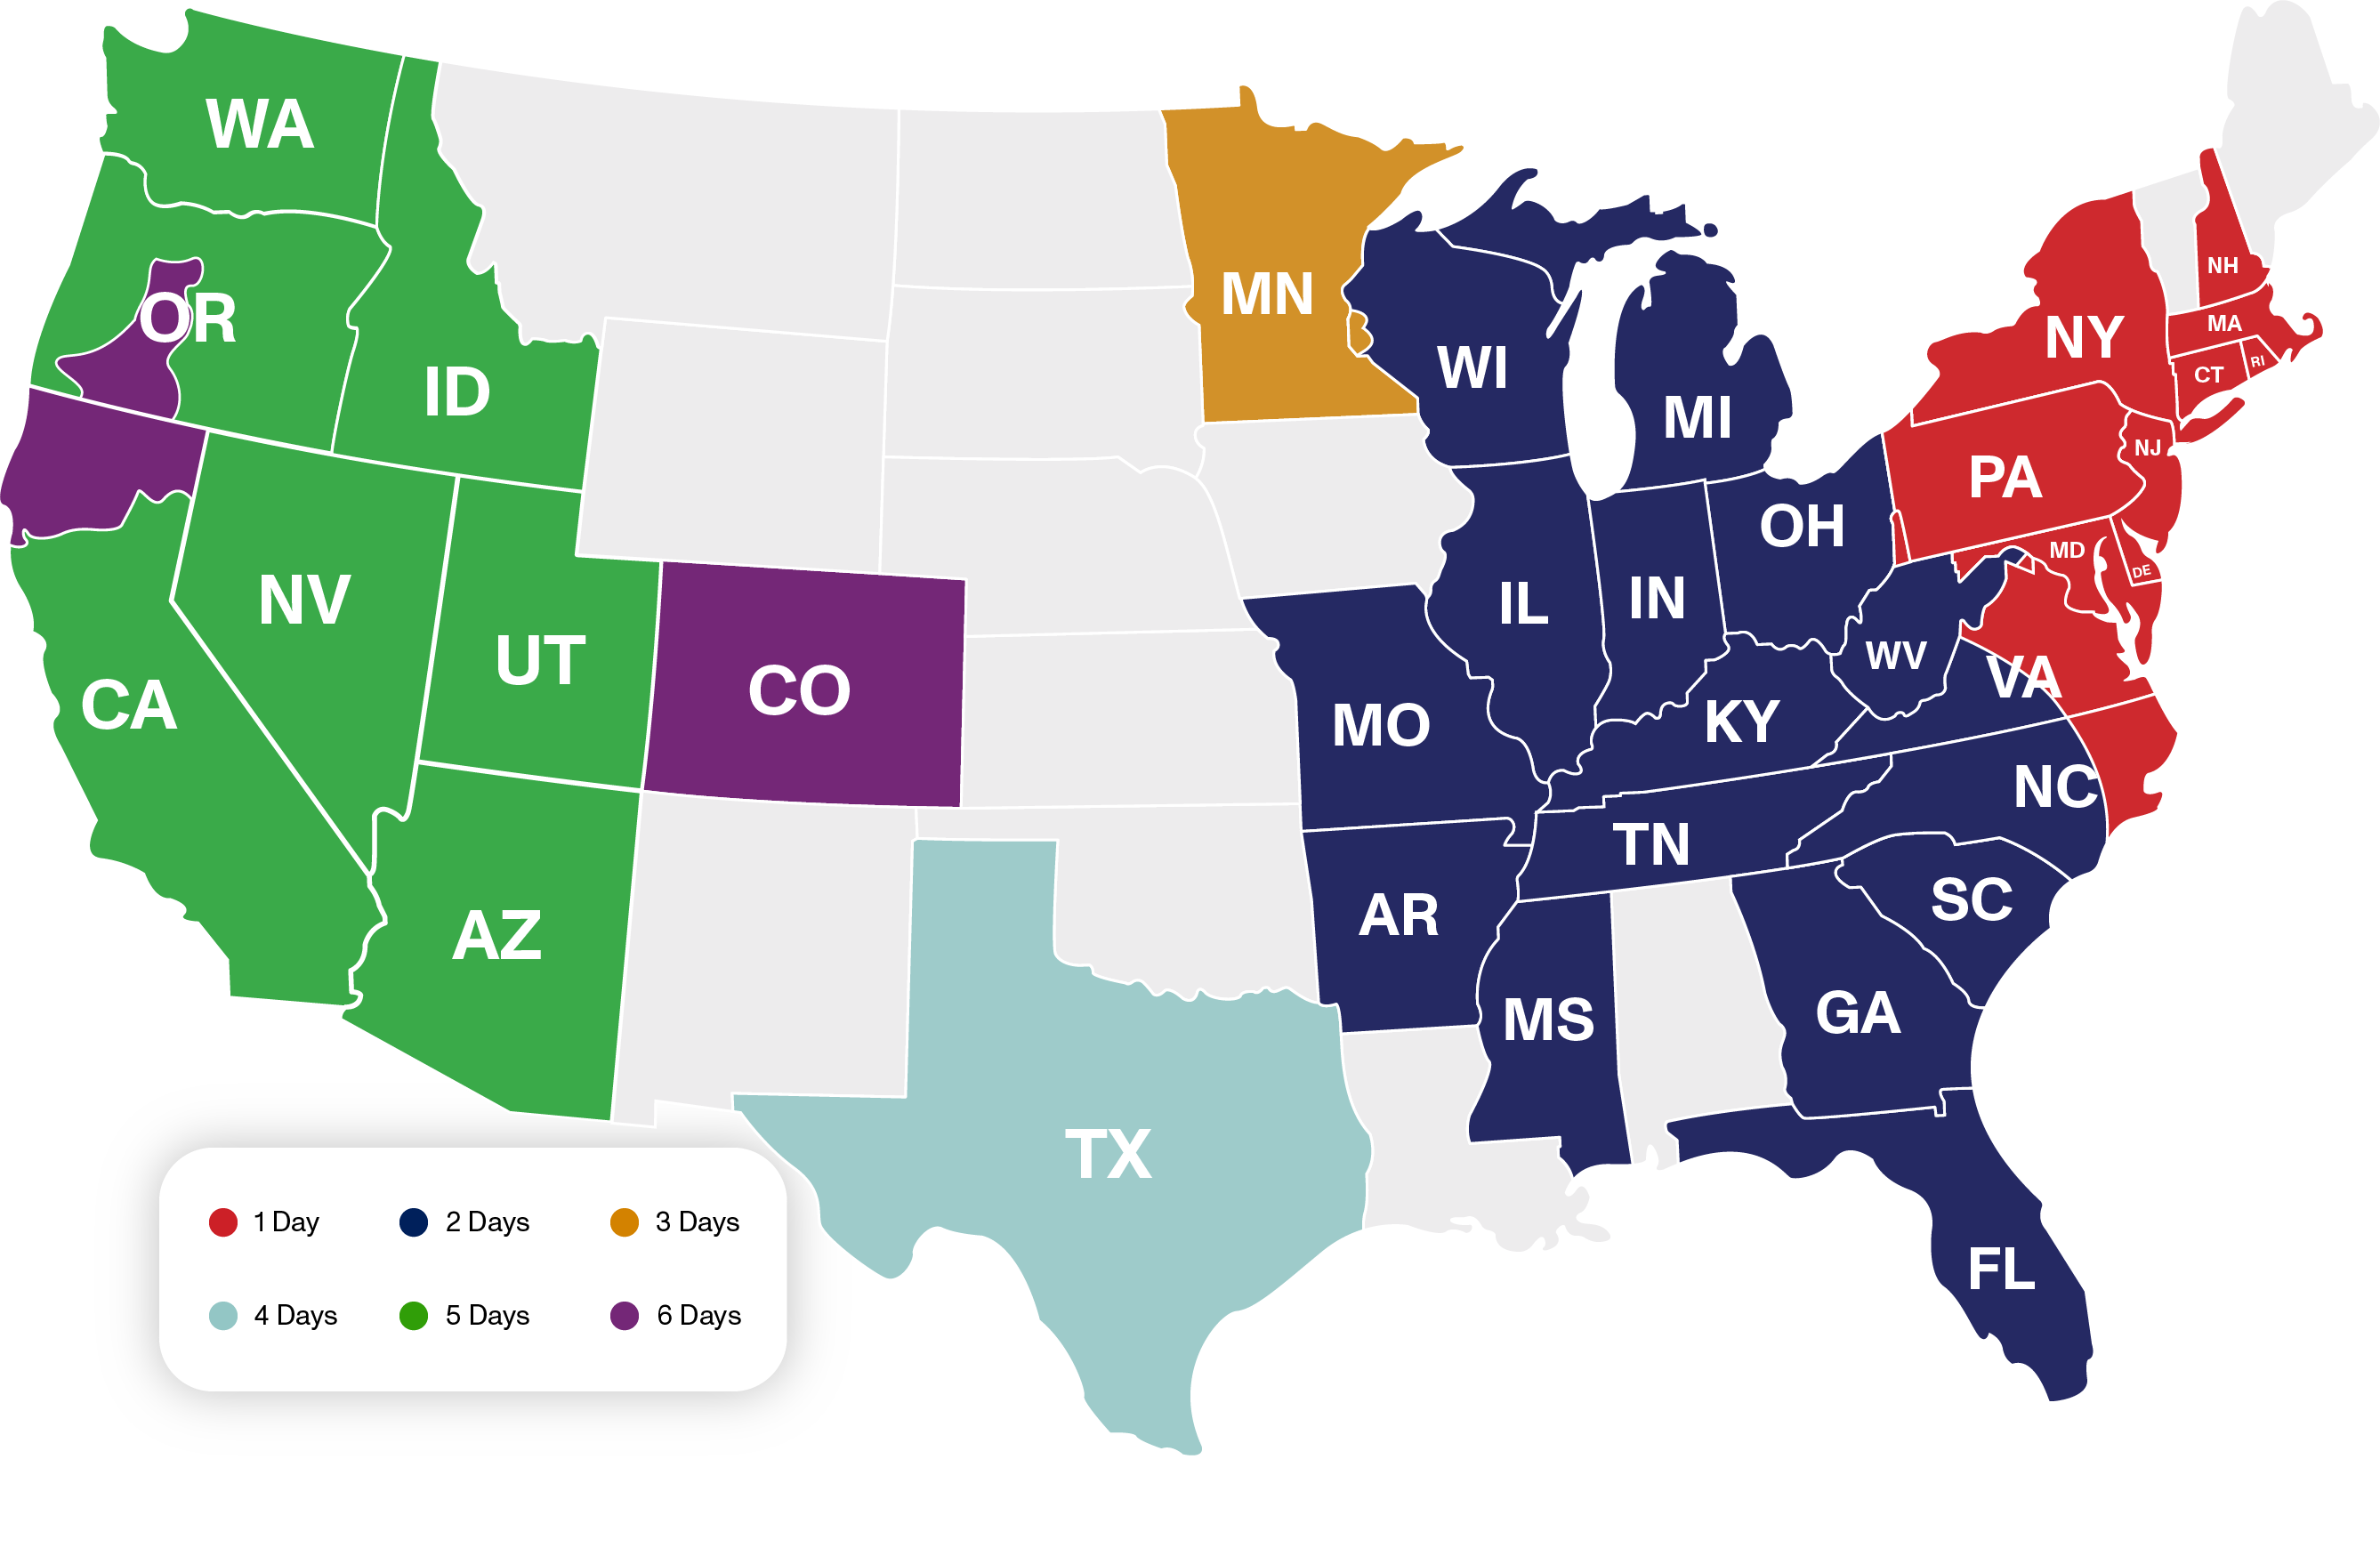 WA
OR
ID
MN
WI
MI
NH
NY
MA
CT
RI
PA
NJ
OH
MD
DE
NV
UT
CO
IL
IN
WV
VA
CA
MO
KY
NC
TN
AZ
AR
SC
MS
GA
TX
FL
1 Day
2 Days
3 Days
4 Days
5 Days
6 Days